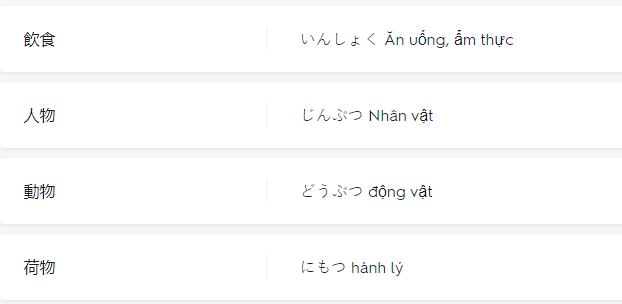 飲食 いんしょく Ăn uống, ẩm thực
人物 じんぶつ Nhân vật
動物 どうぶつ động vật
荷物 にもつ hành lý